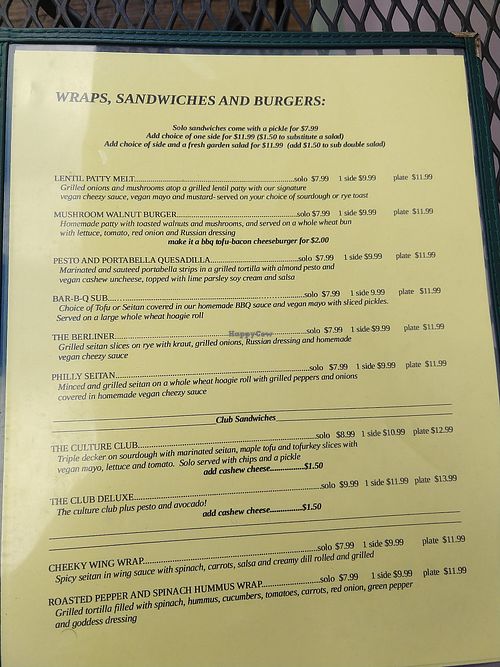 WRAPS, SANDWICHES AND BURGERS:
Solo sandwiches come with a pickle for $7.99
Add choice of one side for $11.99 ($1.50 to substitute a salad)
Add choice of side and a fresh garden salad for $11.99 (add $1.50 to sub double salad)
LENTIL PATTY MELT.......................................................solo $7.99 1 side $9.99 plate $11.99
Grilled onions and mushrooms atop a grilled lentil patty with our signature
vegan cheezy sauce, vegan mayo and mustard- served on your choice of sourdough or rye toast
MUSHROOM WALNUT BURGER..........................................solo $7.99 1 side $9.99 plate $11.99
Homemade patty with toasted walnuts and mushrooms, and served on a whole wheat bun
with lettuce, tomato, red onion and Russian dressing
make it a bbq tofu-bacon cheeseburger for $2.00
PESTO AND PORTABELLA QUESADILLA...............................solo $7.99 1 side $9.99 plate $11.99
Marinated and sauteed portabella strips in a grilled tortilla with almond pesto and
vegan cashew uncheese, topped with lime parsley soy cream and salsa
BAR-B-Q SUB....................................................................solo $7.99 1 side 9.99 plate $11.99
Choice of Tofu or Seitan covered in our homemade BBQ sauce and vegan mayo with sliced pickles.
Served on a large whole wheat hoagie roll
HappyCow
THE BERLINER...................................................................solo $7.99 1 side $9.99 plate $11.99
Grilled seitan slices on rye with kraut, grilled onions, Russian dressing and homemade
vegan cheezy sauce
PHILLY SEITAN...................................................................solo $7.99 1 side $9.99 plate $11.99
Minced and grilled seitan on a whole wheat hoagie roll with grilled peppers and onions
covered in homemade vegan cheezy sauce
Club Sandwiches
THE CULTURE CLUB............................................................solo $8.99 1 side $10.99 plate $12.99
Triple decker on sourdough with marinated seitan, maple tofu and tofurkey slices with
vegan mayo, lettuce and tomato. Solo served with chips and a pickle
add cashew cheese..............$1.50
THE CLUB DELUXE..............................................................solo $9.99 1 side $11.99 plate $13.99
The culture club plus pesto and avocado!
add cashew cheese..............$1.50
CHEEKY WING WRAP..........................................................solo $7.99 1 side $9.99 plate $11.99
Spicy seitan in wing sauce with spinach, carrots, salsa and creamy dill rolled and grilled
ROASTED PEPPER AND SPINACH HUMMUS WRAP....................solo $7.99 1 side $9.99 plate $11.99
Grilled tortilla filled with spinach, hummus, cucumbers, tomatoes, carrots, red onion, green pepper
and goddess dressing